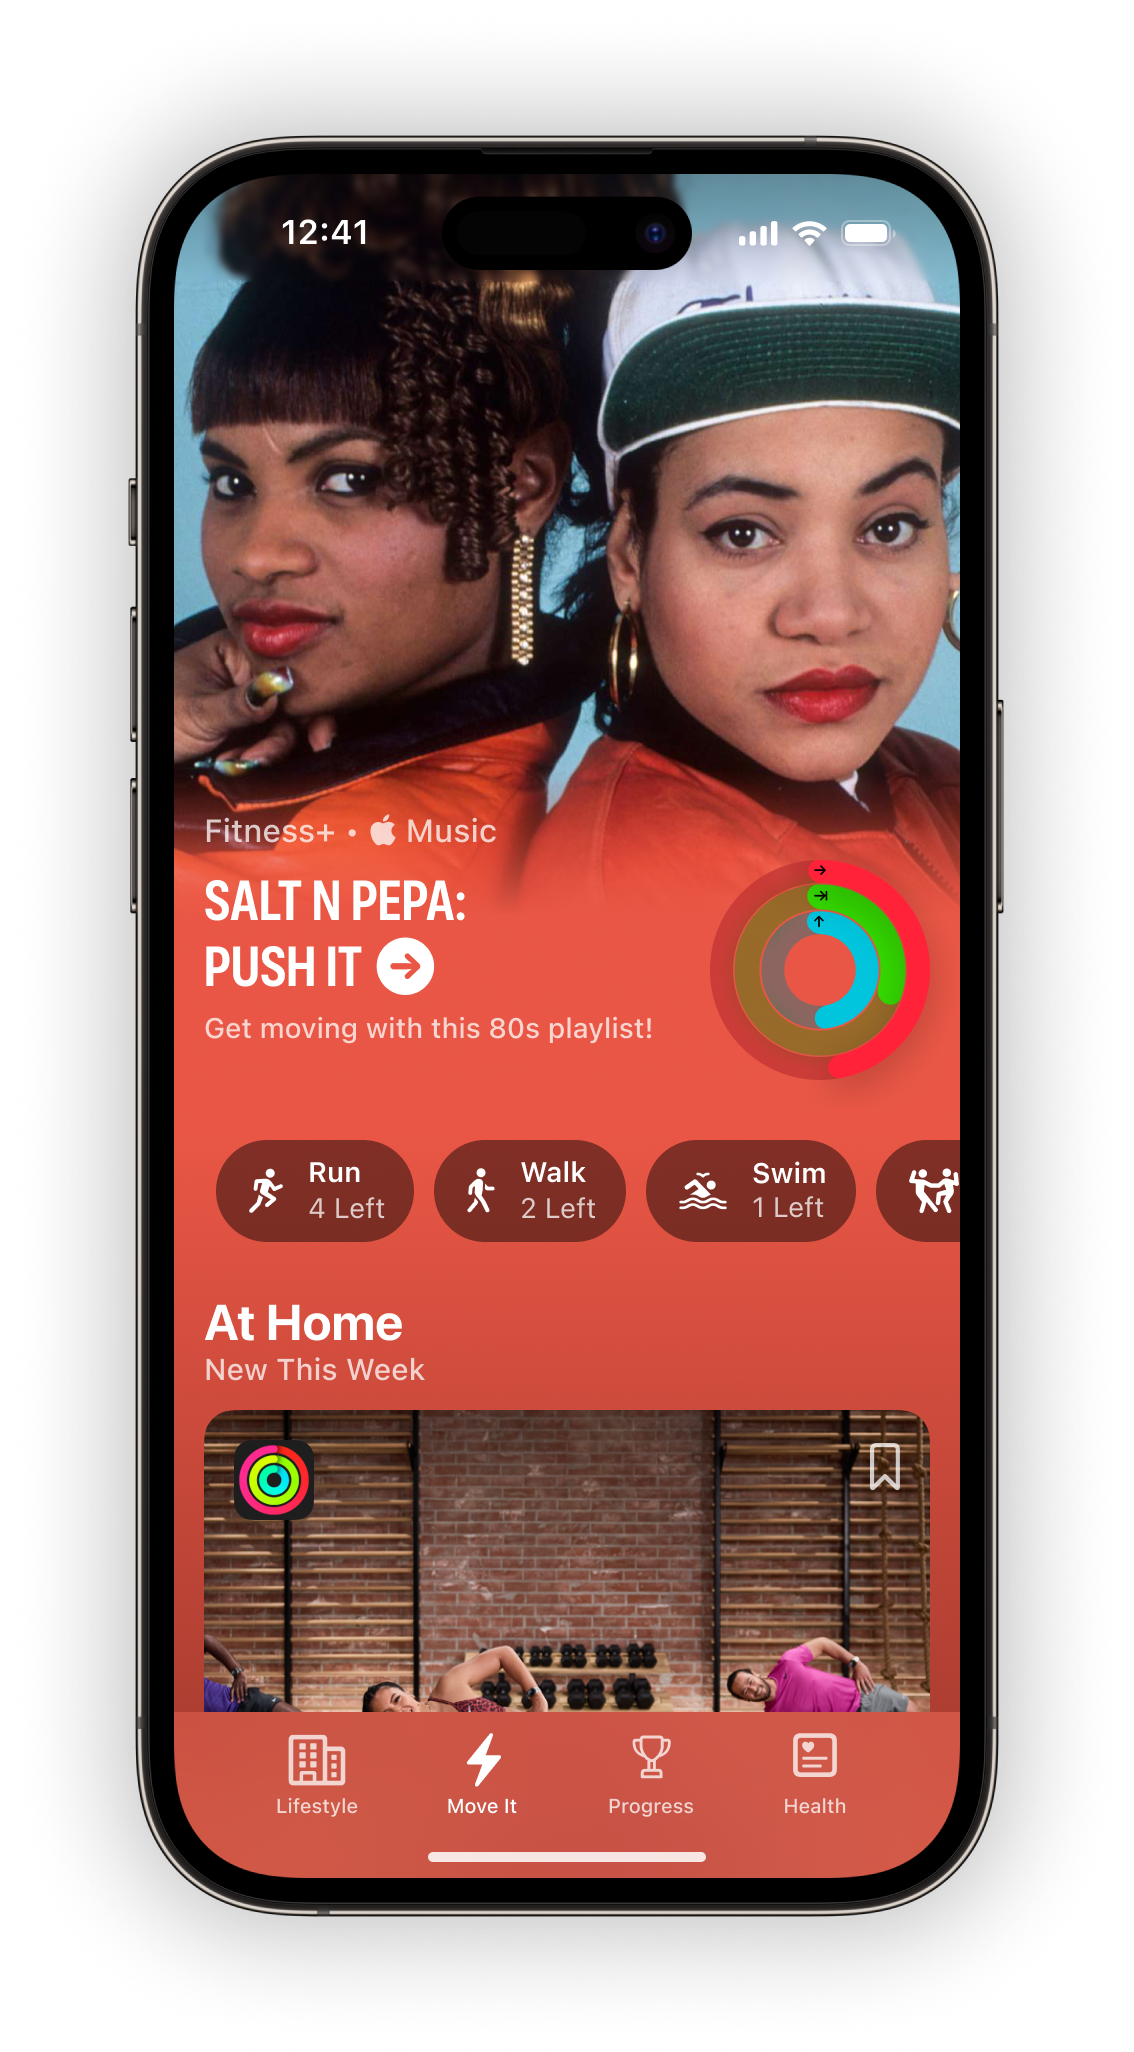 12:41
Fitness+ • Music
SALT N PEPA:
PUSH IT
Get moving with this 80s playlist!
Run
4 Left
Walk
2 Left
Swim
1 Left
At Home
New This Week
Lifestyle
Move It
Progress
Health